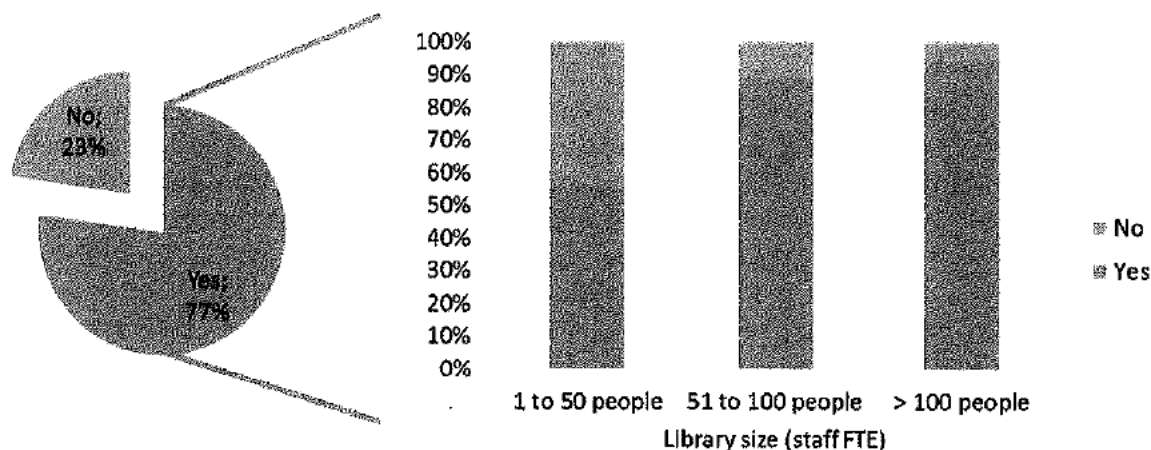 No;
23%
Yes;
77%
100%
90%
80%
70%
60%
50%
40%
30%
20%
10%
0%
1 to 50 people 51 to 100 people > 100 people
Library size (staff FTE)
No
Yes